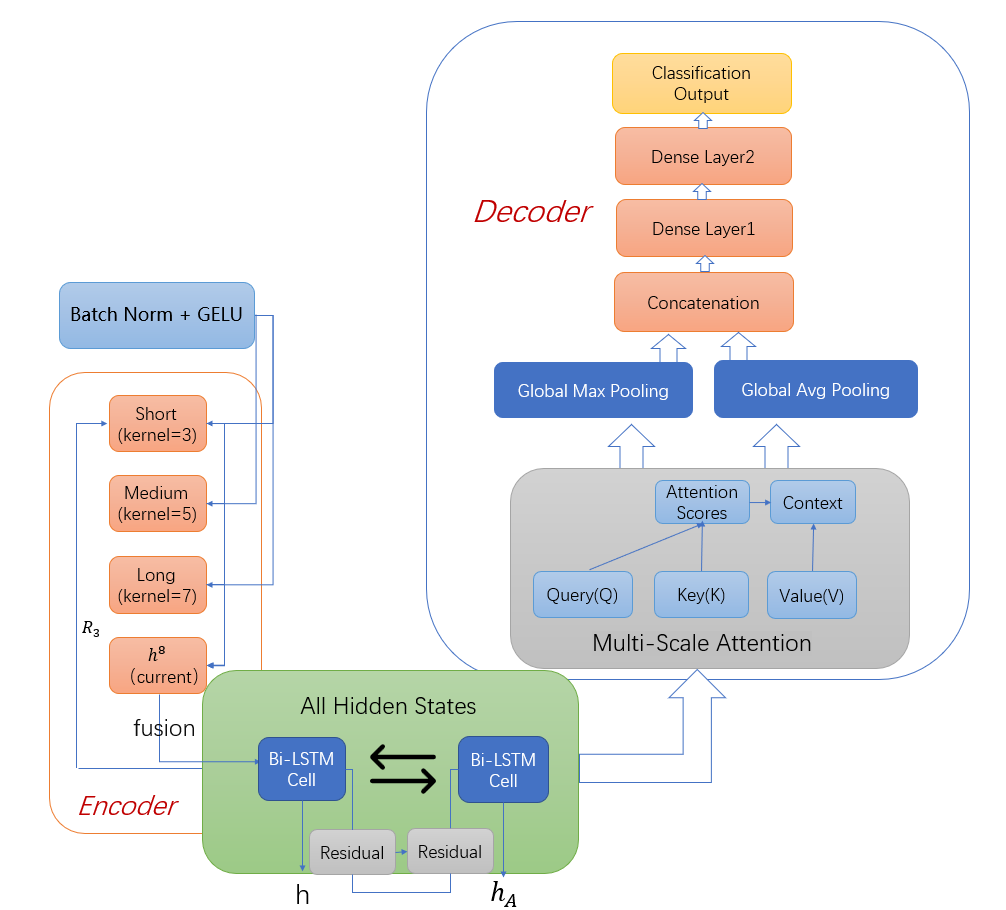 Classification
Output
Dense Layer2
Decoder
Dense Layer1
Concatenation
Batch Norm + GELU
Global Max Pooling
Global Avg Pooling
Short
(kernel=3)
Medium
(kernel=5)
Long
(kernel=7)
R₃
h⁸
（current)
fusion
Attention
Scores
Context
Query(Q)
Key(K)
Value(V)
Multi-Scale Attention
All Hidden States
Bi-LSTM
Cell
Bi-LSTM
Cell
Encoder
Residual
Residual
h
h_A